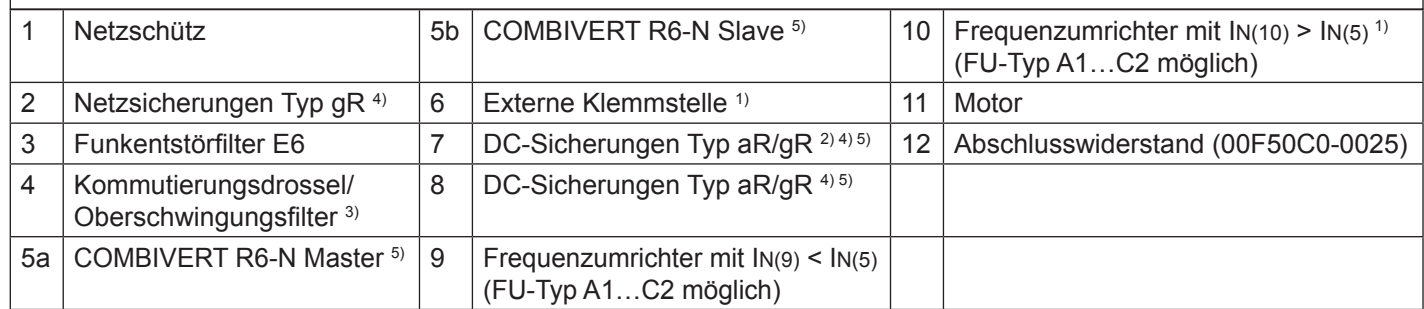 1 Netzschütz 5b COMBIVERT R6-N Slave 5) 10 Frequenzumrichter mit IN(10) > IN(5) 1)
(FU-Typ A1…C2 möglich)
2 Netzsicherungen Typ gR 4) 6 Externe Klemmstelle 1) 11 Motor
3 Funkentstörfilter E6 7 DC-Sicherungen Typ aR/gR 2) 4) 5) 12 Abschlusswiderstand (00F50C0-0025)
4 Kommutierungsdrossel/ 8 DC-Sicherungen Typ aR/gR 4) 5)
Oberschwingungsfilter 3)
5a COMBIVERT R6-N Master 5) 9 Frequenzumrichter mit IN(9) < IN(5)
(FU-Typ A1…C2 möglich)